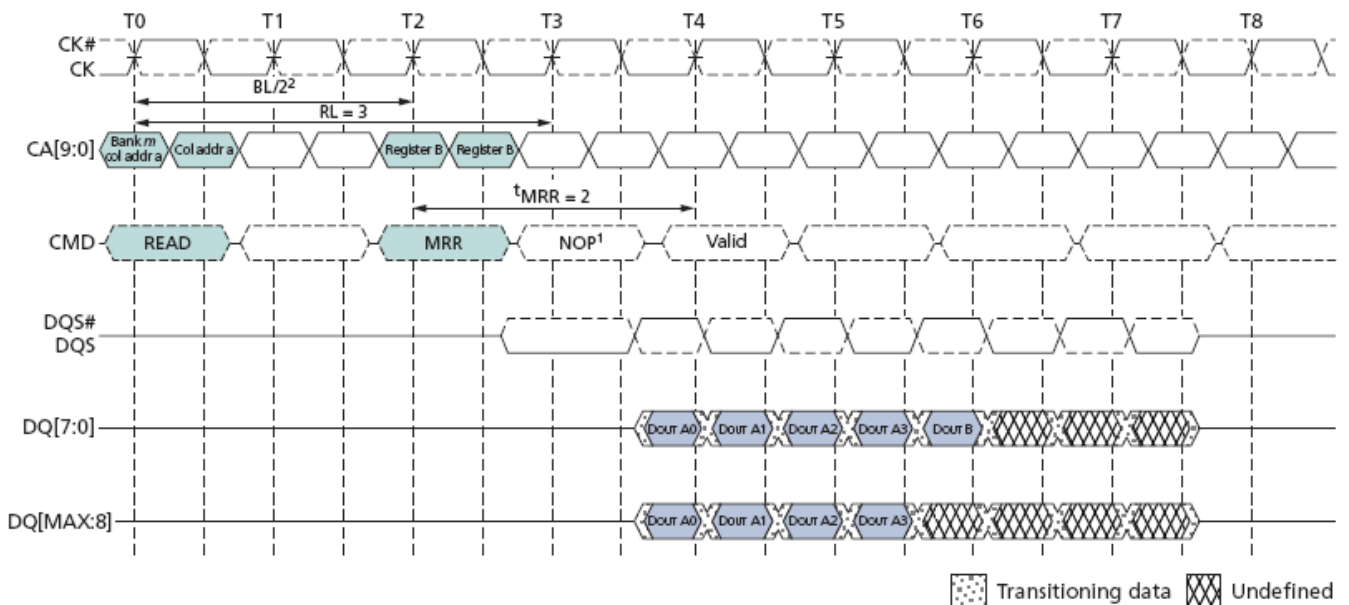 T0 T1 T2 T3 T4 T5 T6 T7 T8
CK#
CK
BL/2²
RL = 3
CA[9:0] Bank m col addr a Col addr a Register B Register B
tMRR = 2
CMD READ MRR NOP¹ Valid
DQS#
DQS
DQ[7:0] DOUT A0 DOUT A1 DOUT A2 DOUT A3 DOUT B
DQ[MAX:8] DOUT A0 DOUT A1 DOUT A2 DOUT A3
Transitioning data Undefined